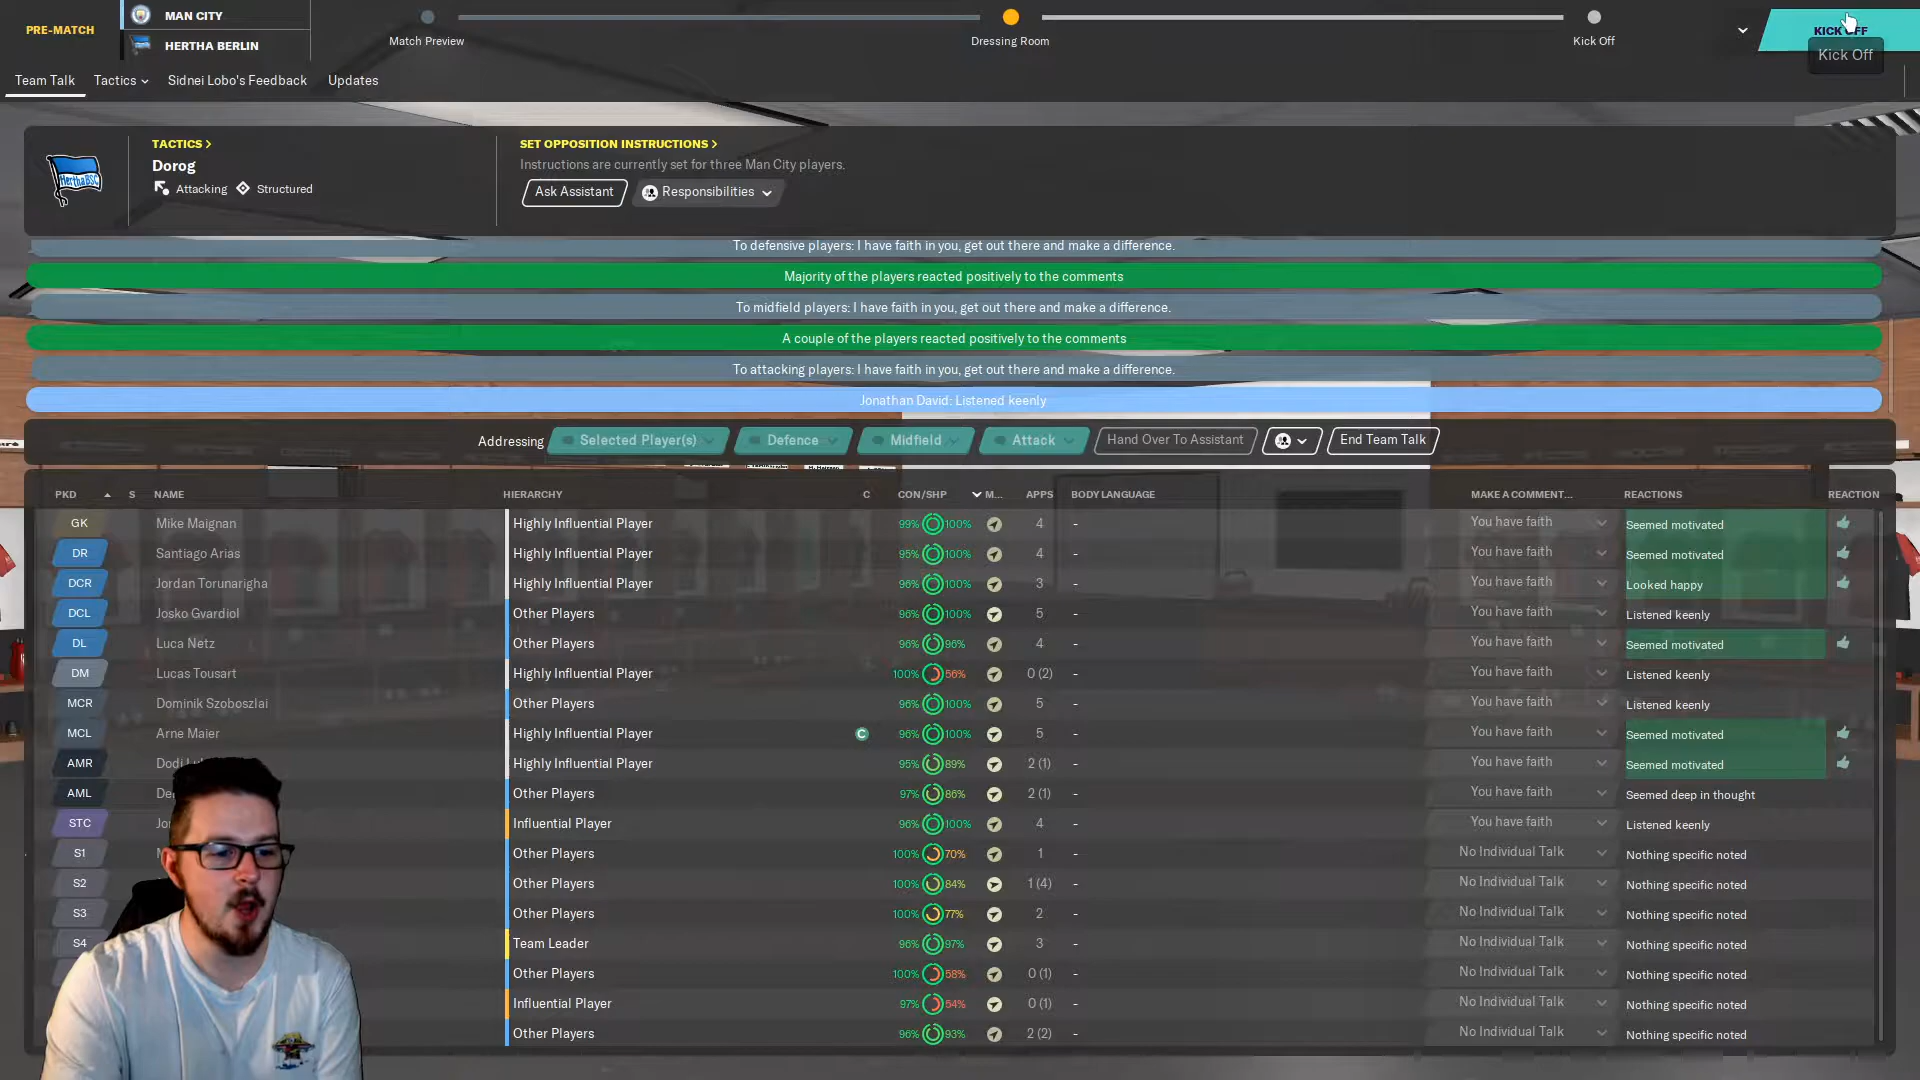 PRE-MATCH
MAN CITY
HERTHA BERLIN
Match Preview
Dressing Room
Kick Off
KICK OFF
Kick Off
Team Talk
Tactics
Sidnei Lobo's Feedback
Updates
TACTICS >
Dorog
Attacking
Structured
SET OPPOSITION INSTRUCTIONS >
Instructions are currently set for three Man City players.
Ask Assistant
Responsibilities
Hertha BSC
To defensive players: I have faith in you, get out there and make a difference.
Majority of the players reacted positively to the comments
To midfield players: I have faith in you, get out there and make a difference.
A couple of the players reacted positively to the comments
To attacking players: I have faith in you, get out there and make a difference.
Jonathan David: Listened keenly
Addressing Selected Player(s) Defence Midfield Attack Hand Over To Assistant End Team Talk
PKD S NAME HIERARCHY C CON/SHP M... APPS BODY LANGUAGE MAKE A COMMENT... REACTIONS REACTION
GK Mike Maignan Highly Influential Player 99% 100% 4 - You have faith Seemed motivated
DR Santiago Arias Highly Influential Player 95% 100% 4 - You have faith Seemed motivated
DCR Jordan Torunarigha Highly Influential Player 96% 100% 3 - You have faith Looked happy
DCL Josko Gvardiol Other Players 96% 100% 5 - You have faith Listened keenly
DL Luca Netz Other Players 96% 96% 4 - You have faith Seemed motivated
DM Lucas Tousart Highly Influential Player 100% 56% 0 (2) - You have faith Listened keenly
MCR Dominik Szoboszlai Other Players 96% 100% 5 - You have faith Listened keenly
MCL Arne Maier Highly Influential Player C 96% 100% 5 - You have faith Seemed motivated
AMR Dodi Highly Influential Player 95% 89% 2 (1) - You have faith Seemed motivated
AML Other Players 97% 86% 2 (1) - You have faith Seemed deep in thought
STC Influential Player 96% 100% 4 - You have faith Listened keenly
S1 Other Players 100% 70% 1 - No Individual Talk Nothing specific noted
S2 Other Players 100% 84% 1 (4) - No Individual Talk Nothing specific noted
S3 Other Players 100% 77% 2 - No Individual Talk Nothing specific noted
S4 Team Leader 96% 97% 3 - No Individual Talk Nothing specific noted
Other Players 100% 58% 0 (1) - No Individual Talk Nothing specific noted
Influential Player 97% 54% 0 (1) - No Individual Talk Nothing specific noted
Other Players 96% 93% 2 (2) - No Individual Talk Nothing specific noted